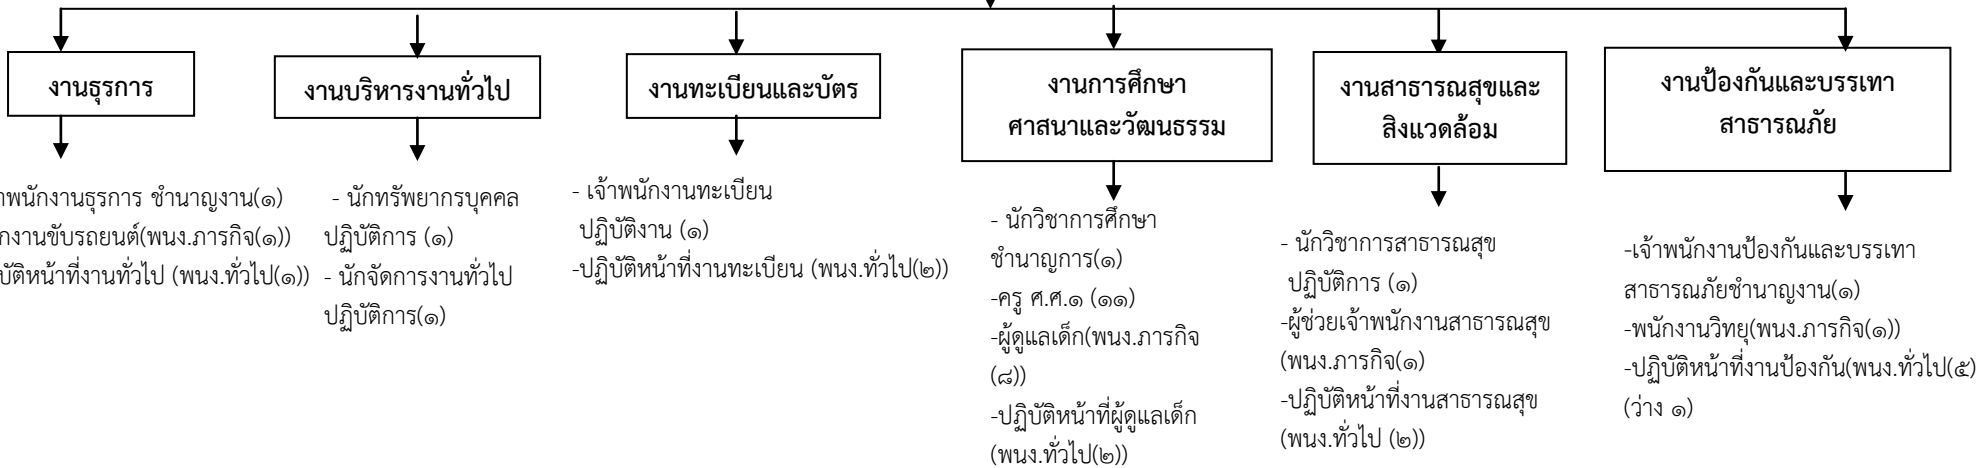 งานธุรการ
งานบริหารงานทั่วไป
งานทะเบียนและบัตร
งานการศึกษา
ศาสนาและวัฒนธรรม
งานสาธารณสุขและ
สิงแวดล้อม
งานป้องกันและบรรเทา
สาธารณภัย
พนักงานธุรการ ชำนาญงาน(๑)
งานขับรถยนต์(พนง.ภารกิจ(๑))
บัติหน้าที่งานทั่วไป (พนง.ทั่วไป(๑))
- นักทรัพยากรบุคคล
ปฏิบัติการ (๑)
- นักจัดการงานทั่วไป
ปฏิบัติการ(๑)
- เจ้าพนักงานทะเบียน
ปฏิบัติงาน (๑)
-ปฏิบัติหน้าที่งานทะเบียน (พนง.ทั่วไป(๒))
- นักวิชาการศึกษา
ชำนาญการ(๑)
-ครู ศ.ศ.๑ (๑๑)
-ผู้ดูแลเด็ก(พนง.ภารกิจ
(๘))
-ปฏิบัติหน้าที่ผู้ดูแลเด็ก
(พนง.ทั่วไป(๒))
- นักวิชาการสาธารณสุข
ปฏิบัติการ (๑)
-ผู้ช่วยเจ้าพนักงานสาธารณสุข
(พนง.ภารกิจ(๑)
-ปฏิบัติหน้าที่งานสาธารณสุข
(พนง.ทั่วไป (๒))
-เจ้าพนักงานป้องกันและบรรเทา
สาธารณภัยชำนาญงาน(๑)
-พนักงานวิทยุ(พนง.ภารกิจ(๑))
-ปฏิบัติหน้าที่งานป้องกัน(พนง.ทั่วไป(๕)
(ว่าง ๑)